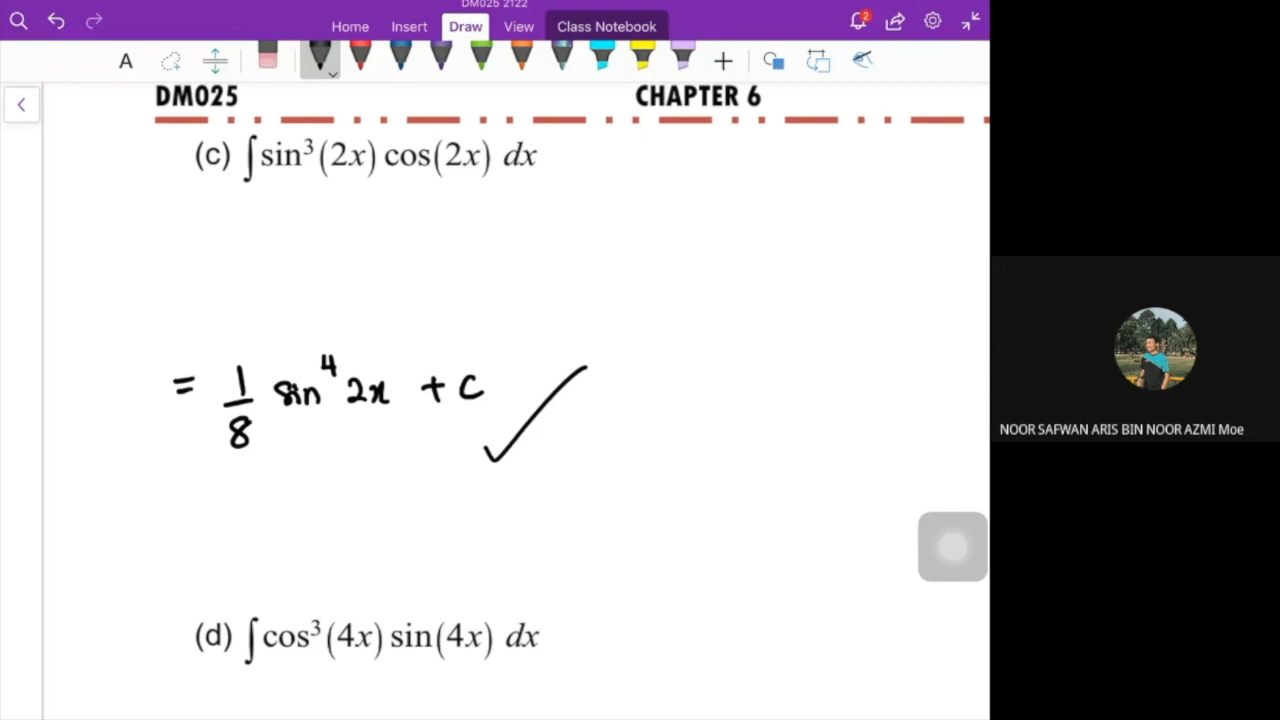 DM025 2122
Home Insert Draw View Class Notebook
2
A
DM025 CHAPTER 6
(c) ∫ sin³(2x) cos(2x) dx
= 1/8 sin⁴ 2x + c
(d) ∫ cos³(4x) sin(4x) dx
NOOR SAFWAN ARIS BIN NOOR AZMI Moe